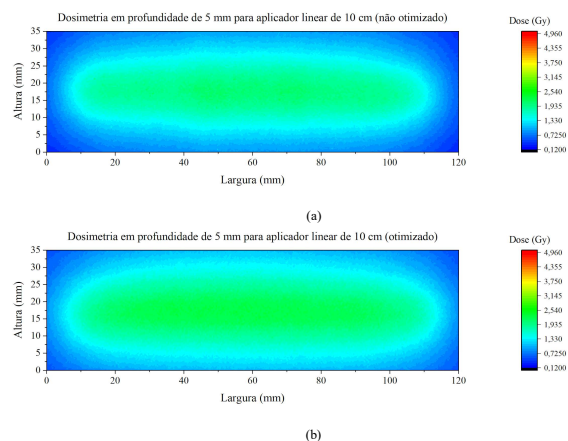 Dosimetria em profundidade de 5 mm para aplicador linear de 10 cm (não otimizado)
Dose (Gy)
35
30
25
20
15
10
5
0
Altura (mm)
0 20 40 60 80 100 120
Largura (mm)
4,960
4,355
3,750
3,145
2,540
1,935
1,330
0,7250
0,1200
(a)
Dosimetria em profundidade de 5 mm para aplicador linear de 10 cm (otimizado)
Dose (Gy)
35
30
25
20
15
10
5
0
Altura (mm)
0 20 40 60 80 100 120
Largura (mm)
4,960
4,355
3,750
3,145
2,540
1,935
1,330
0,7250
0,1200
(b)